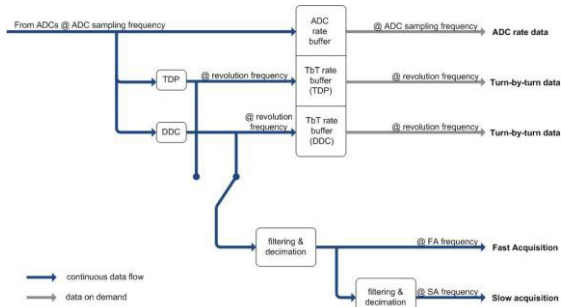 From ADCs @ ADC sampling frequency
ADC
rate
buffer
@ ADC sampling frequency
ADC rate data
TDP
@ revolution frequency
TbT rate
buffer
(TDP)
@ revolution frequency
Turn-by-turn data
DDC
@ revolution
frequency
TbT rate
buffer
(DDC)
@ revolution frequency
Turn-by-turn data
filtering &
decimation
@ FA frequency
Fast Acquisition
continuous data flow
data on demand
filtering &
decimation
@ SA frequency
Slow acquisition